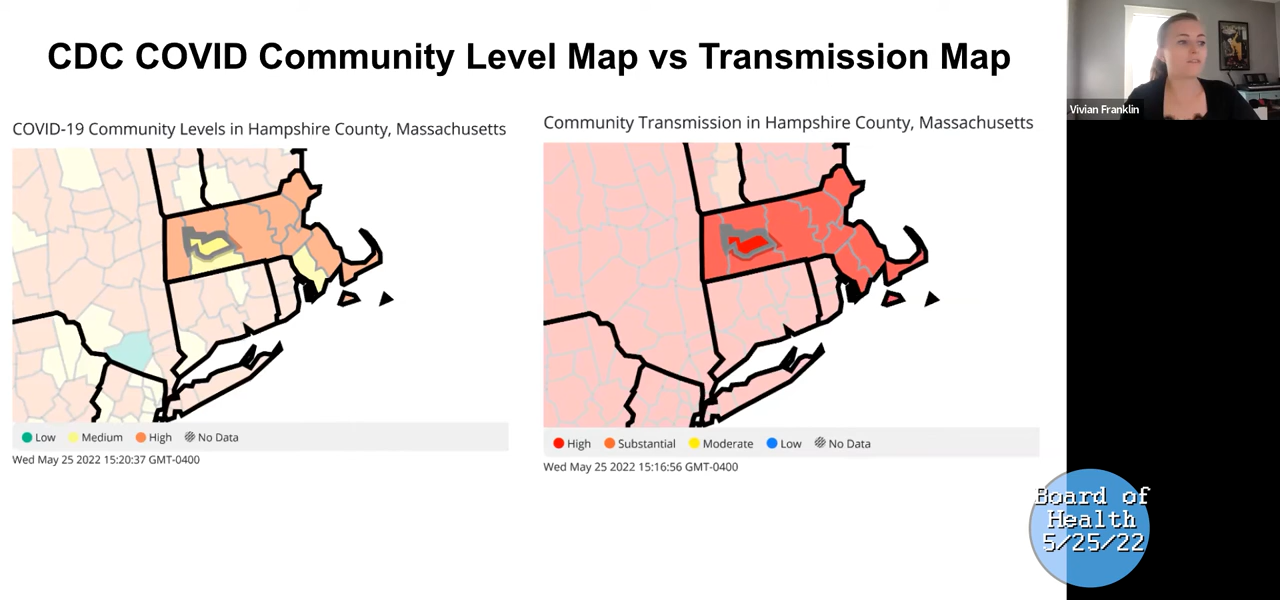 CDC COVID Community Level Map vs Transmission Map
COVID-19 Community Levels in Hampshire County, Massachusetts
Low Medium High No Data
Wed May 25 2022 15:20:37 GMT-0400
Community Transmission in Hampshire County, Massachusetts
High Substantial Moderate Low No Data
Wed May 25 2022 15:16:56 GMT-0400
Vivian Franklin
Board of
Health
5/25/22